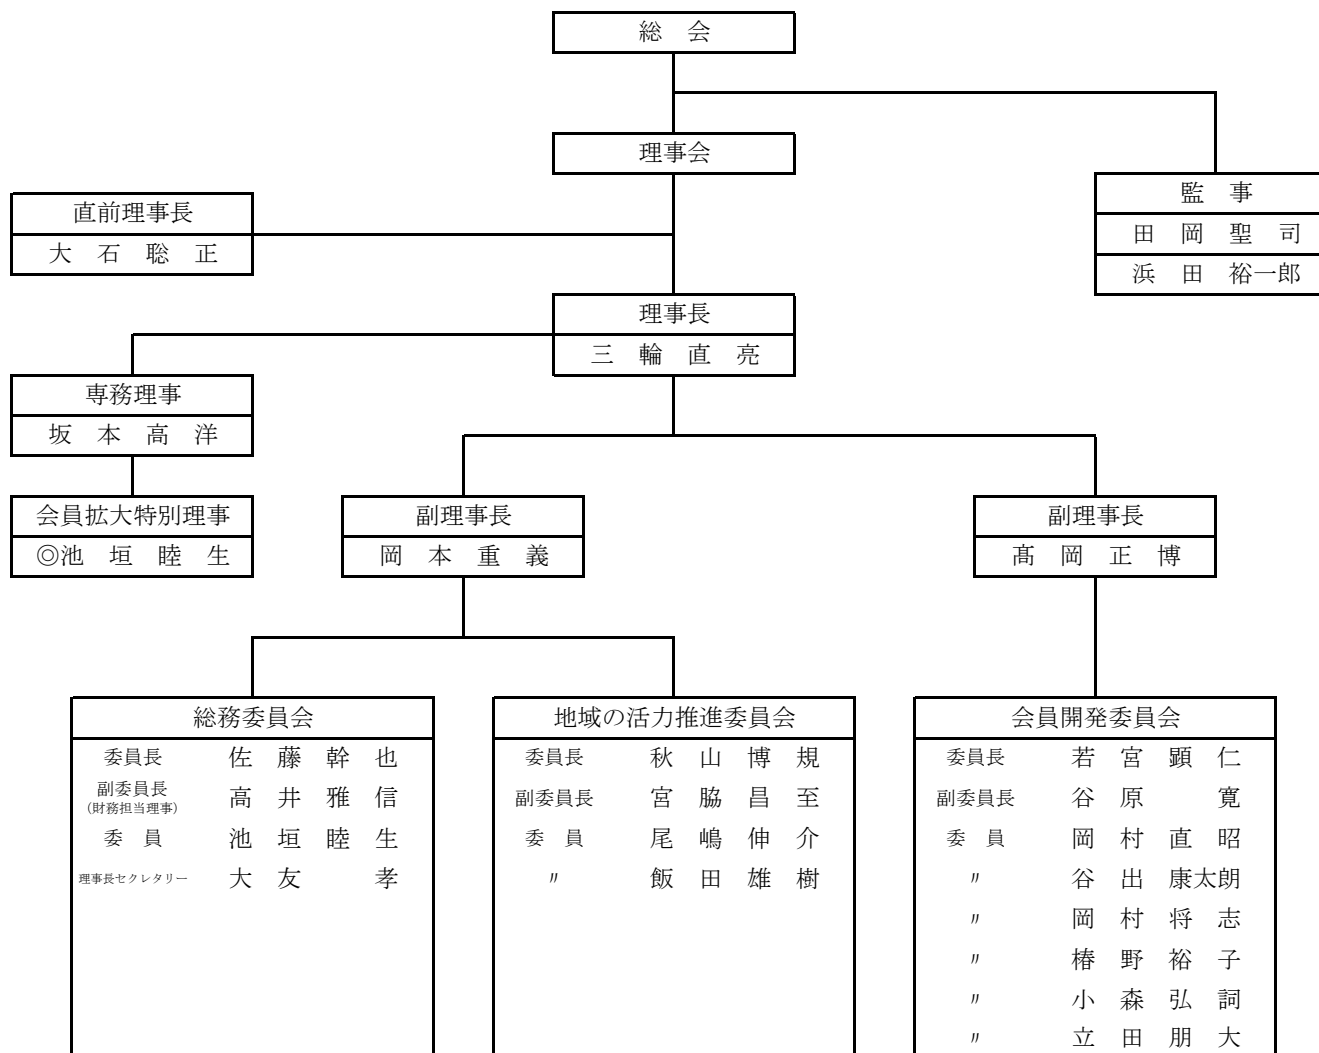 総　会
理事会
監　事
田　岡　聖　司
浜　田　裕一郎
直前理事長
大　石　聡　正
理事長
三　輪　直　亮
専務理事
坂　本　高　洋
会員拡大特別理事
◎池　垣　睦　生
副理事長
岡　本　重　義
副理事長
髙　岡　正　博
総務委員会
委員長　佐　藤　幹　也
副委員長
(財務担当理事)　高　井　雅　信
委　員　池　垣　睦　生
理事長セクレタリー　大　友　　　孝
地域の活力推進委員会
委員長　秋　山　博　規
副委員長　宮　脇　昌　至
委　員　尾　嶋　伸　介
〃　飯　田　雄　樹
会員開発委員会
委員長　若　宮　顕　仁
副委員長　谷　原　　　寛
委　員　岡　村　直　昭
〃　谷　出　康太朗
〃　岡　村　将　志
〃　椿　野　裕　子
〃　小　森　弘　詞
〃　立　田　朋　大